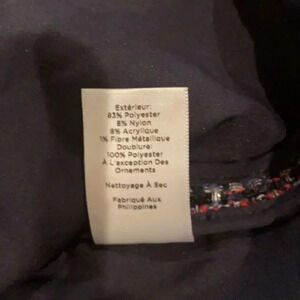 Extérieur:
83% Polyester
8% Nylon
8% Acrylique
1% Fibre Métallique
Doublure:
100% Polyester
À L'exception Des
Ornaments
Nettoyage À Sec
Fabriqué Aux
Philippines